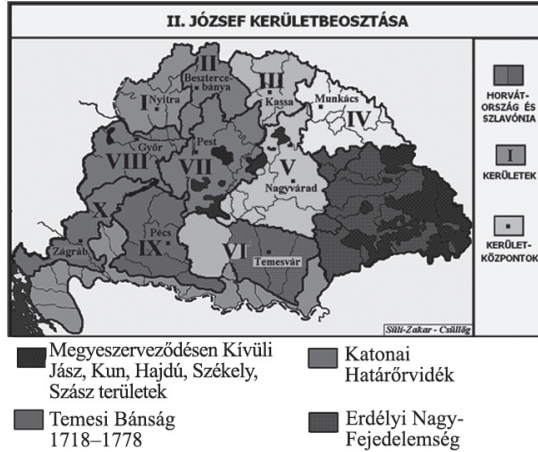 II. JÓZSEF KERÜLETBEOSZTÁSA
I
Nyitra
II
Besztercebánya
III
Kassa
Munkács
IV
VIII
Győr
Pest
VII
V
Nagyvárad
X
Zágráb
IX
Pécs
VI
Temesvár
Süli-Zakar - Csüllög
HORVÁT-
ORSZÁG ÉS
SZLAVÓNIA
I
KERÜLETEK
KERÜLET-
KÖZPONTOK
Megyeszerveződésen Kívüli
Jász, Kun, Hajdú, Székely,
Szász területek
Temesi Bánság
1718–1778
Katonai
Határőrvidék
Erdélyi Nagy-
Fejedelemség